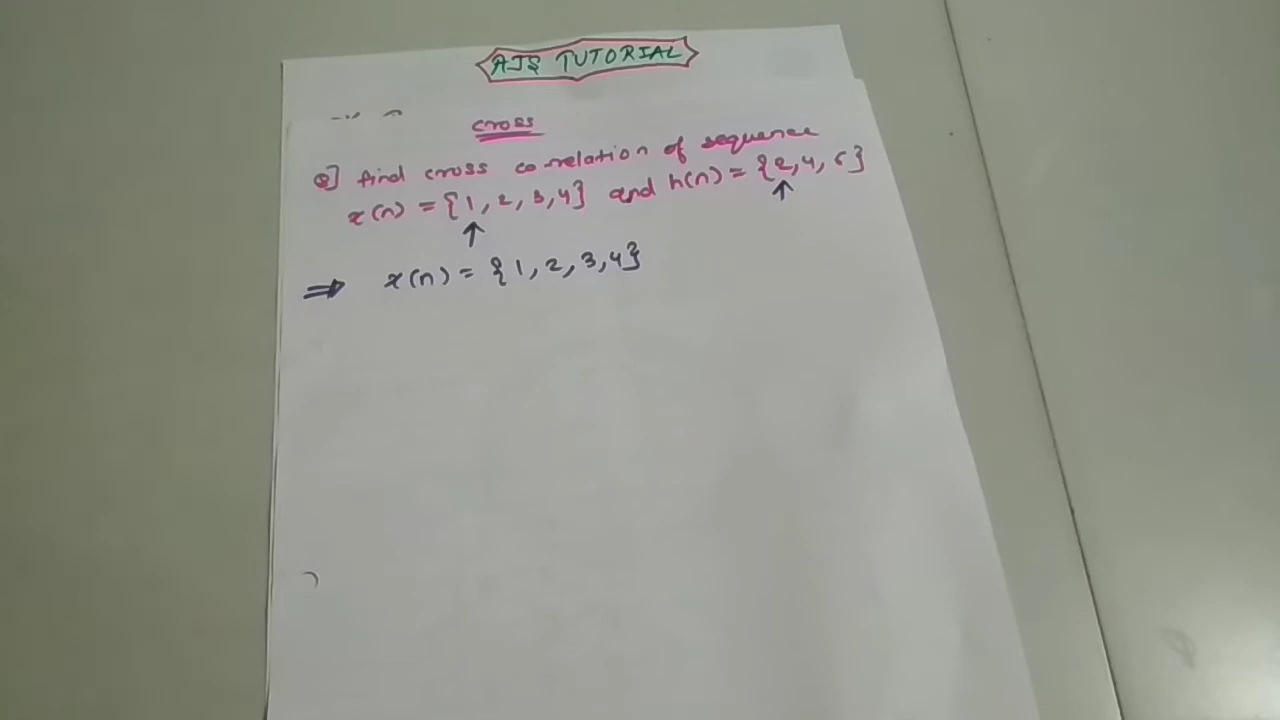 AJS TUTORIAL
cross
Q] find cross correlation of sequence
x(n) = {1, 2, 3, 4} and h(n) = {2, 4, 6}
↑ ↑
⇒ x(n) = {1, 2, 3, 4}